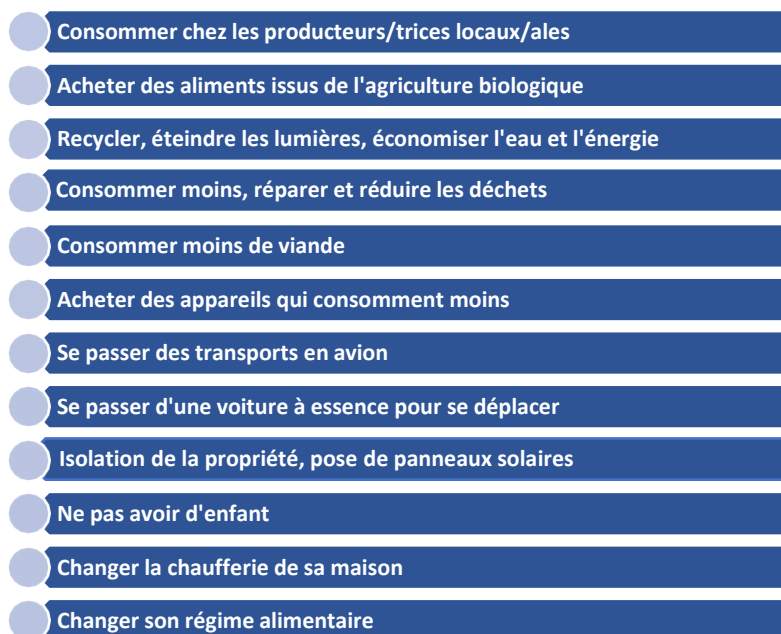 Consommer chez les producteurs/trices locaux/ales
Acheter des aliments issus de l'agriculture biologique
Recycler, éteindre les lumières, économiser l'eau et l'énergie
Consommer moins, réparer et réduire les déchets
Consommer moins de viande
Acheter des appareils qui consomment moins
Se passer des transports en avion
Se passer d'une voiture à essence pour se déplacer
Isolation de la propriété, pose de panneaux solaires
Ne pas avoir d'enfant
Changer la chaufferie de sa maison
Changer son régime alimentaire